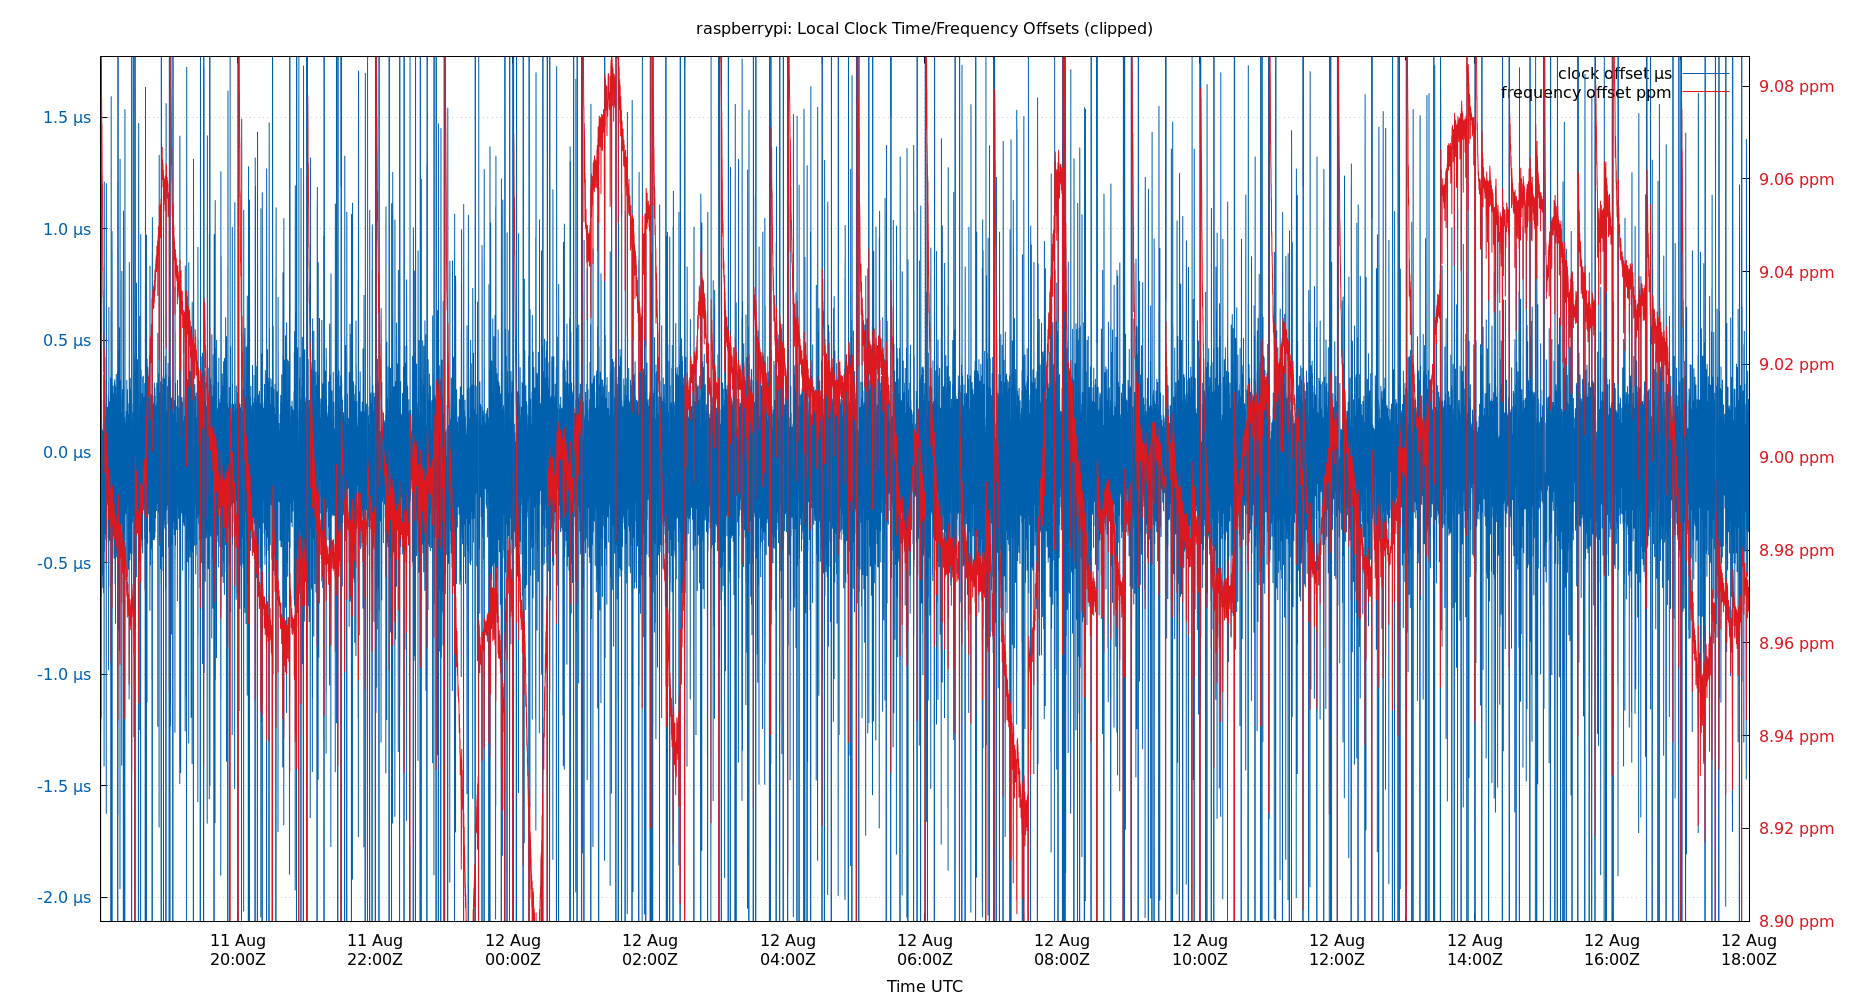 raspberrypi: Local Clock Time/Frequency Offsets (clipped)
clock offset µs
frequency offset ppm
1.5 µs
1.0 µs
0.5 µs
0.0 µs
-0.5 µs
-1.0 µs
-1.5 µs
-2.0 µs
9.08 ppm
9.06 ppm
9.04 ppm
9.02 ppm
9.00 ppm
8.98 ppm
8.96 ppm
8.94 ppm
8.92 ppm
8.90 ppm
11 Aug 11 Aug 12 Aug 12 Aug 12 Aug 12 Aug 12 Aug 12 Aug 12 Aug 12 Aug 12 Aug 12 Aug
20:00Z 22:00Z 00:00Z 02:00Z 04:00Z 06:00Z 08:00Z 10:00Z 12:00Z 14:00Z 16:00Z 18:00Z
Time UTC